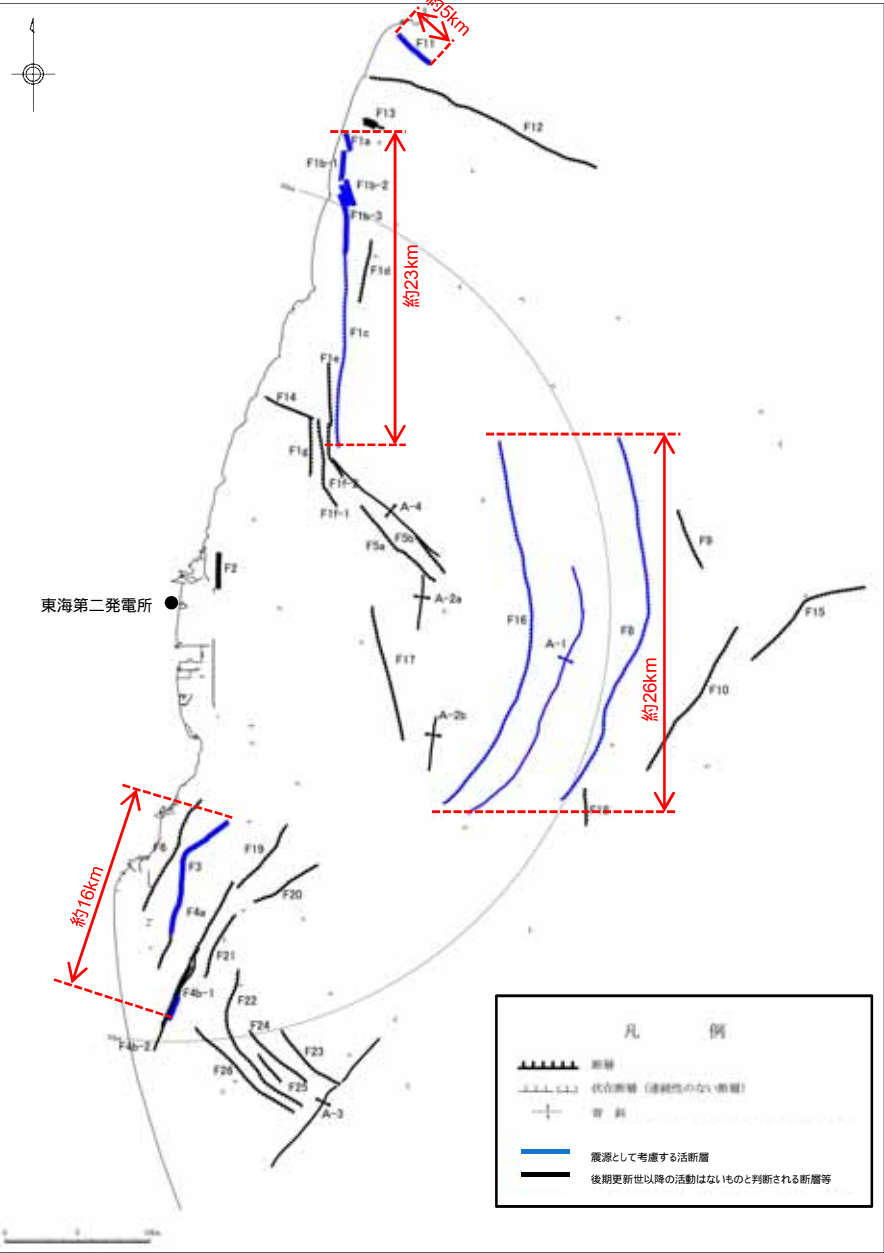 約5km
F11
F12
F13
F1a
F1b-1
F1b-2
F1b-3
F1d
約23km
F1c
F1e
F14
F1g
F1f-2
F1f-1
A-4
F5a
F5b
F9
F2
東海第二発電所
A-2a
F15
F16
A-1
F8
F17
F10
約26km
A-2b
F18
F6
F3
F19
約16km
F20
F4a
F21
F4b-1
F22
F4b-2
F24
F23
F26
F25
A-3
凡 例
断層
伏在断層(連続性のない断層)
背斜
震源として考慮する活断層
後期更新世以降の活動はないものと判断される断層等